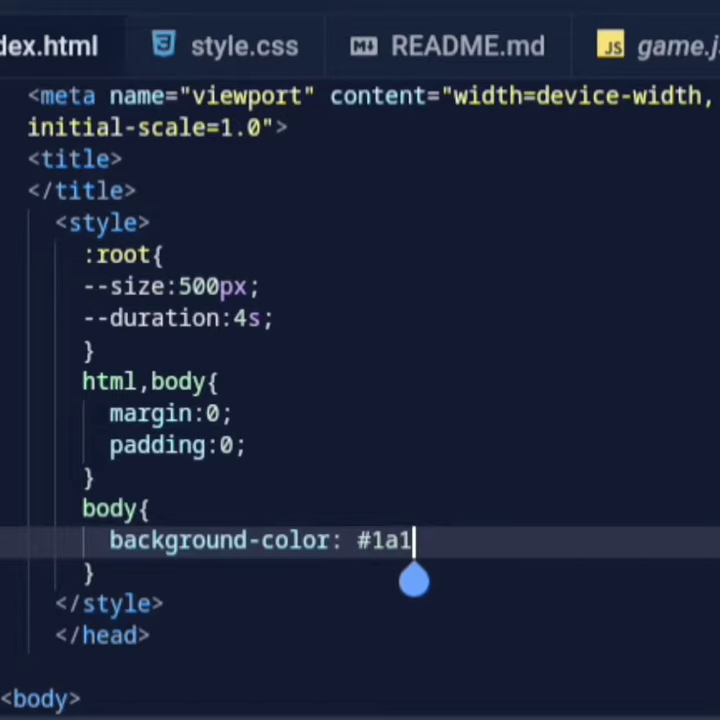 dex.html style.css README.md JS game.j
<meta name="viewport" content="width=device-width,
initial-scale=1.0">
<title>
</title>
<style>
:root{
--size:500px;
--duration:4s;
}
html,body{
margin:0;
padding:0;
}
body{
background-color: #1a1
}
</style>
</head>
<body>